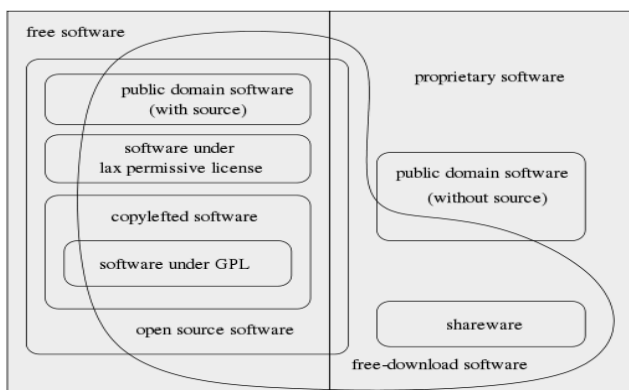 free software
public domain software
(with source)
software under
lax permissive license
copylefted software
software under GPL
open source software
proprietary software
public domain software
(without source)
shareware
free-download software